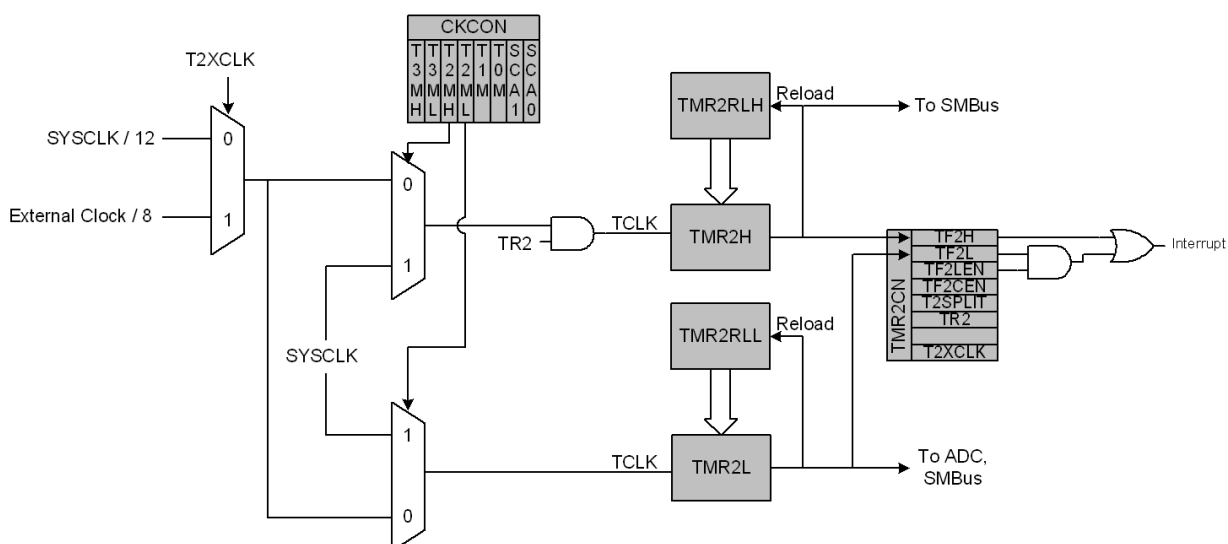 CKCON
T3MH
T3ML
T2MH
T2ML
T1M
T0M
SCA1
SCA0
T2XCLK
SYSCLK / 12
0
External Clock / 8
1
0
1
SYSCLK
1
0
TR2
TCLK
TMR2RLH
Reload
To SMBus
TMR2H
TMR2CN
TF2H
TF2L
TF2LEN
TF2CEN
T2SPLIT
TR2
T2XCLK
Interrupt
TMR2RLL
Reload
TCLK
TMR2L
To ADC,
SMBus